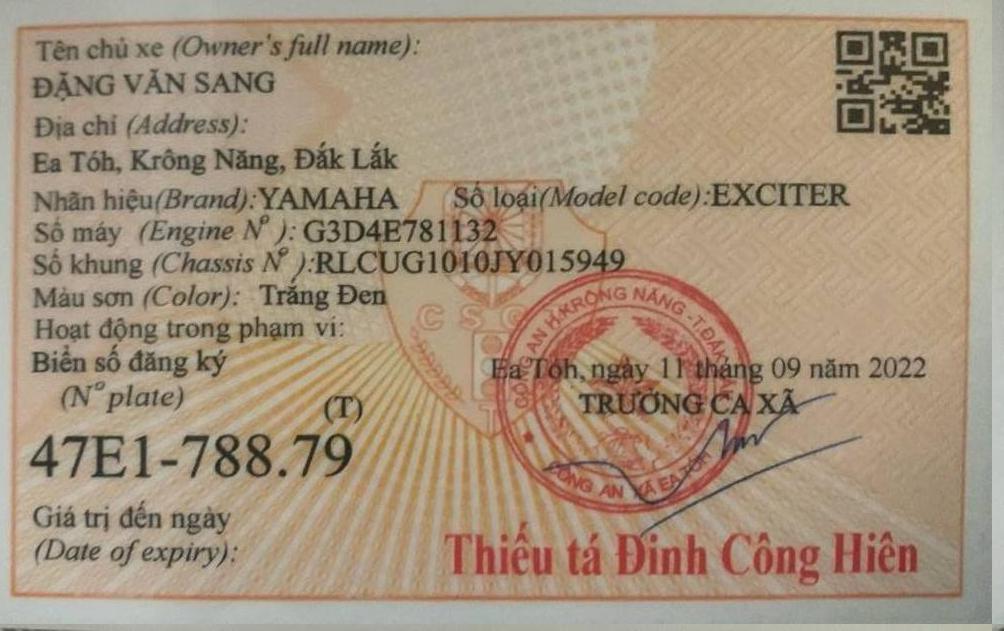 Tên chủ xe (Owner's full name):
ĐẶNG VĂN SANG
Địa chỉ (Address):
Ea Tóh, Krông Năng, Đắk Lắk
Nhãn hiệu(Brand):YAMAHA Số loại(Model code):EXCITER
Số máy (Engine Nº ): G3D4E781132
Số khung (Chassis Nº ):RLCUG1010JY015949
Màu sơn (Color): Trắng Đen
Hoạt động trong phạm vi:
Biển số đăng ký
(Nº plate)
(T)
47E1-788.79
Giá trị đến ngày
(Date of expiry):
Ea Tóh, ngày 11 tháng 09 năm 2022
TRƯỞNG CA XÃ
CÔNG AN H.KRÔNG NĂNG - T.ĐẮK LẮK
CÔNG AN XÃ EA TÓH
CSGT
Thiếu tá Đinh Công Hiên